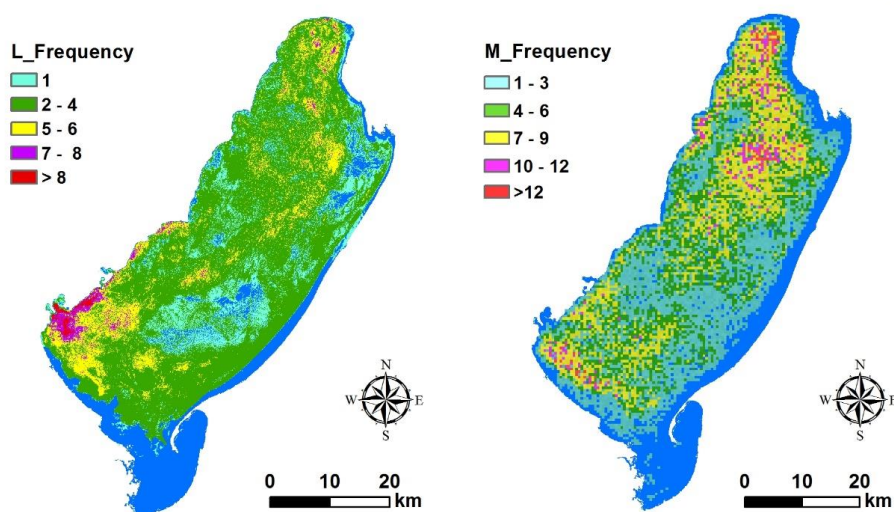 L_Frequency
1
2 - 4
5 - 6
7 - 8
> 8
N
W E
S
0 10 20
km
M_Frequency
1 - 3
4 - 6
7 - 9
10 - 12
>12
N
W E
S
0 10 20
km